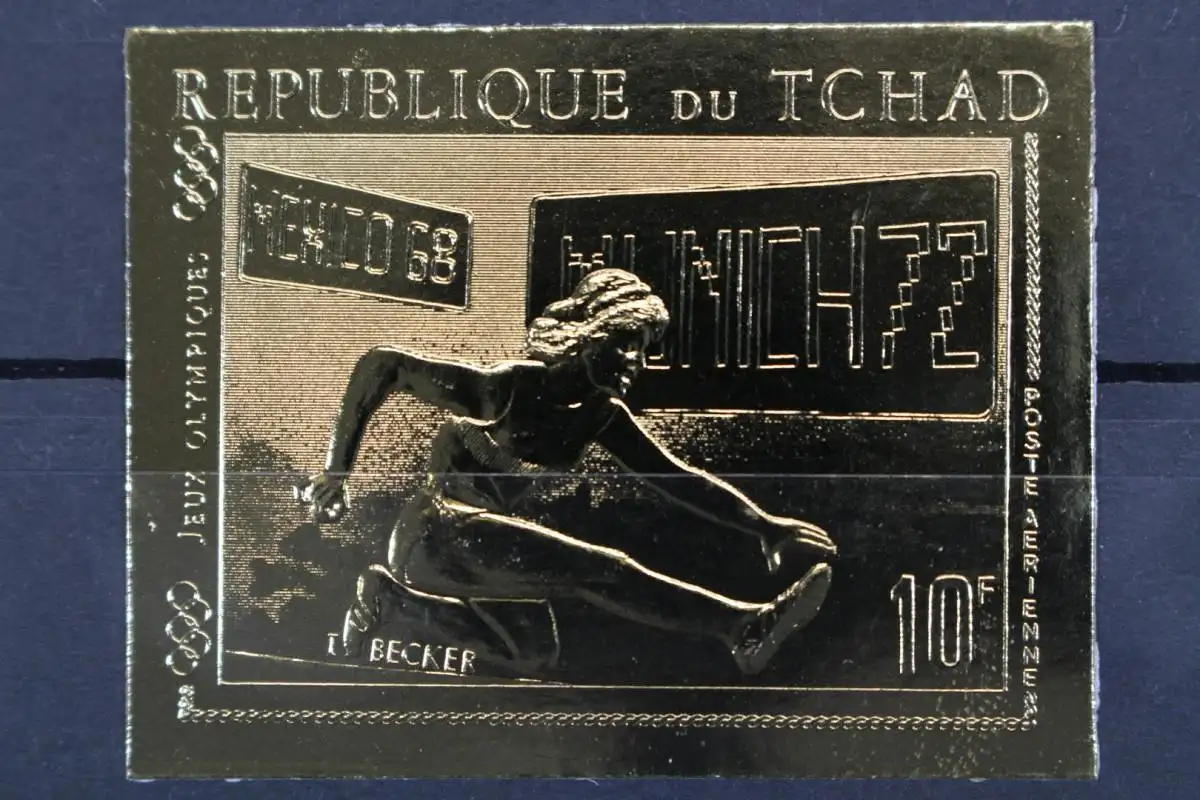 REPUBLIQUE DU TCHAD
JEUX OLYMPIQUES
MEXICO 68
MUNICH 72
POSTE AERIENNE
10F
BECKER